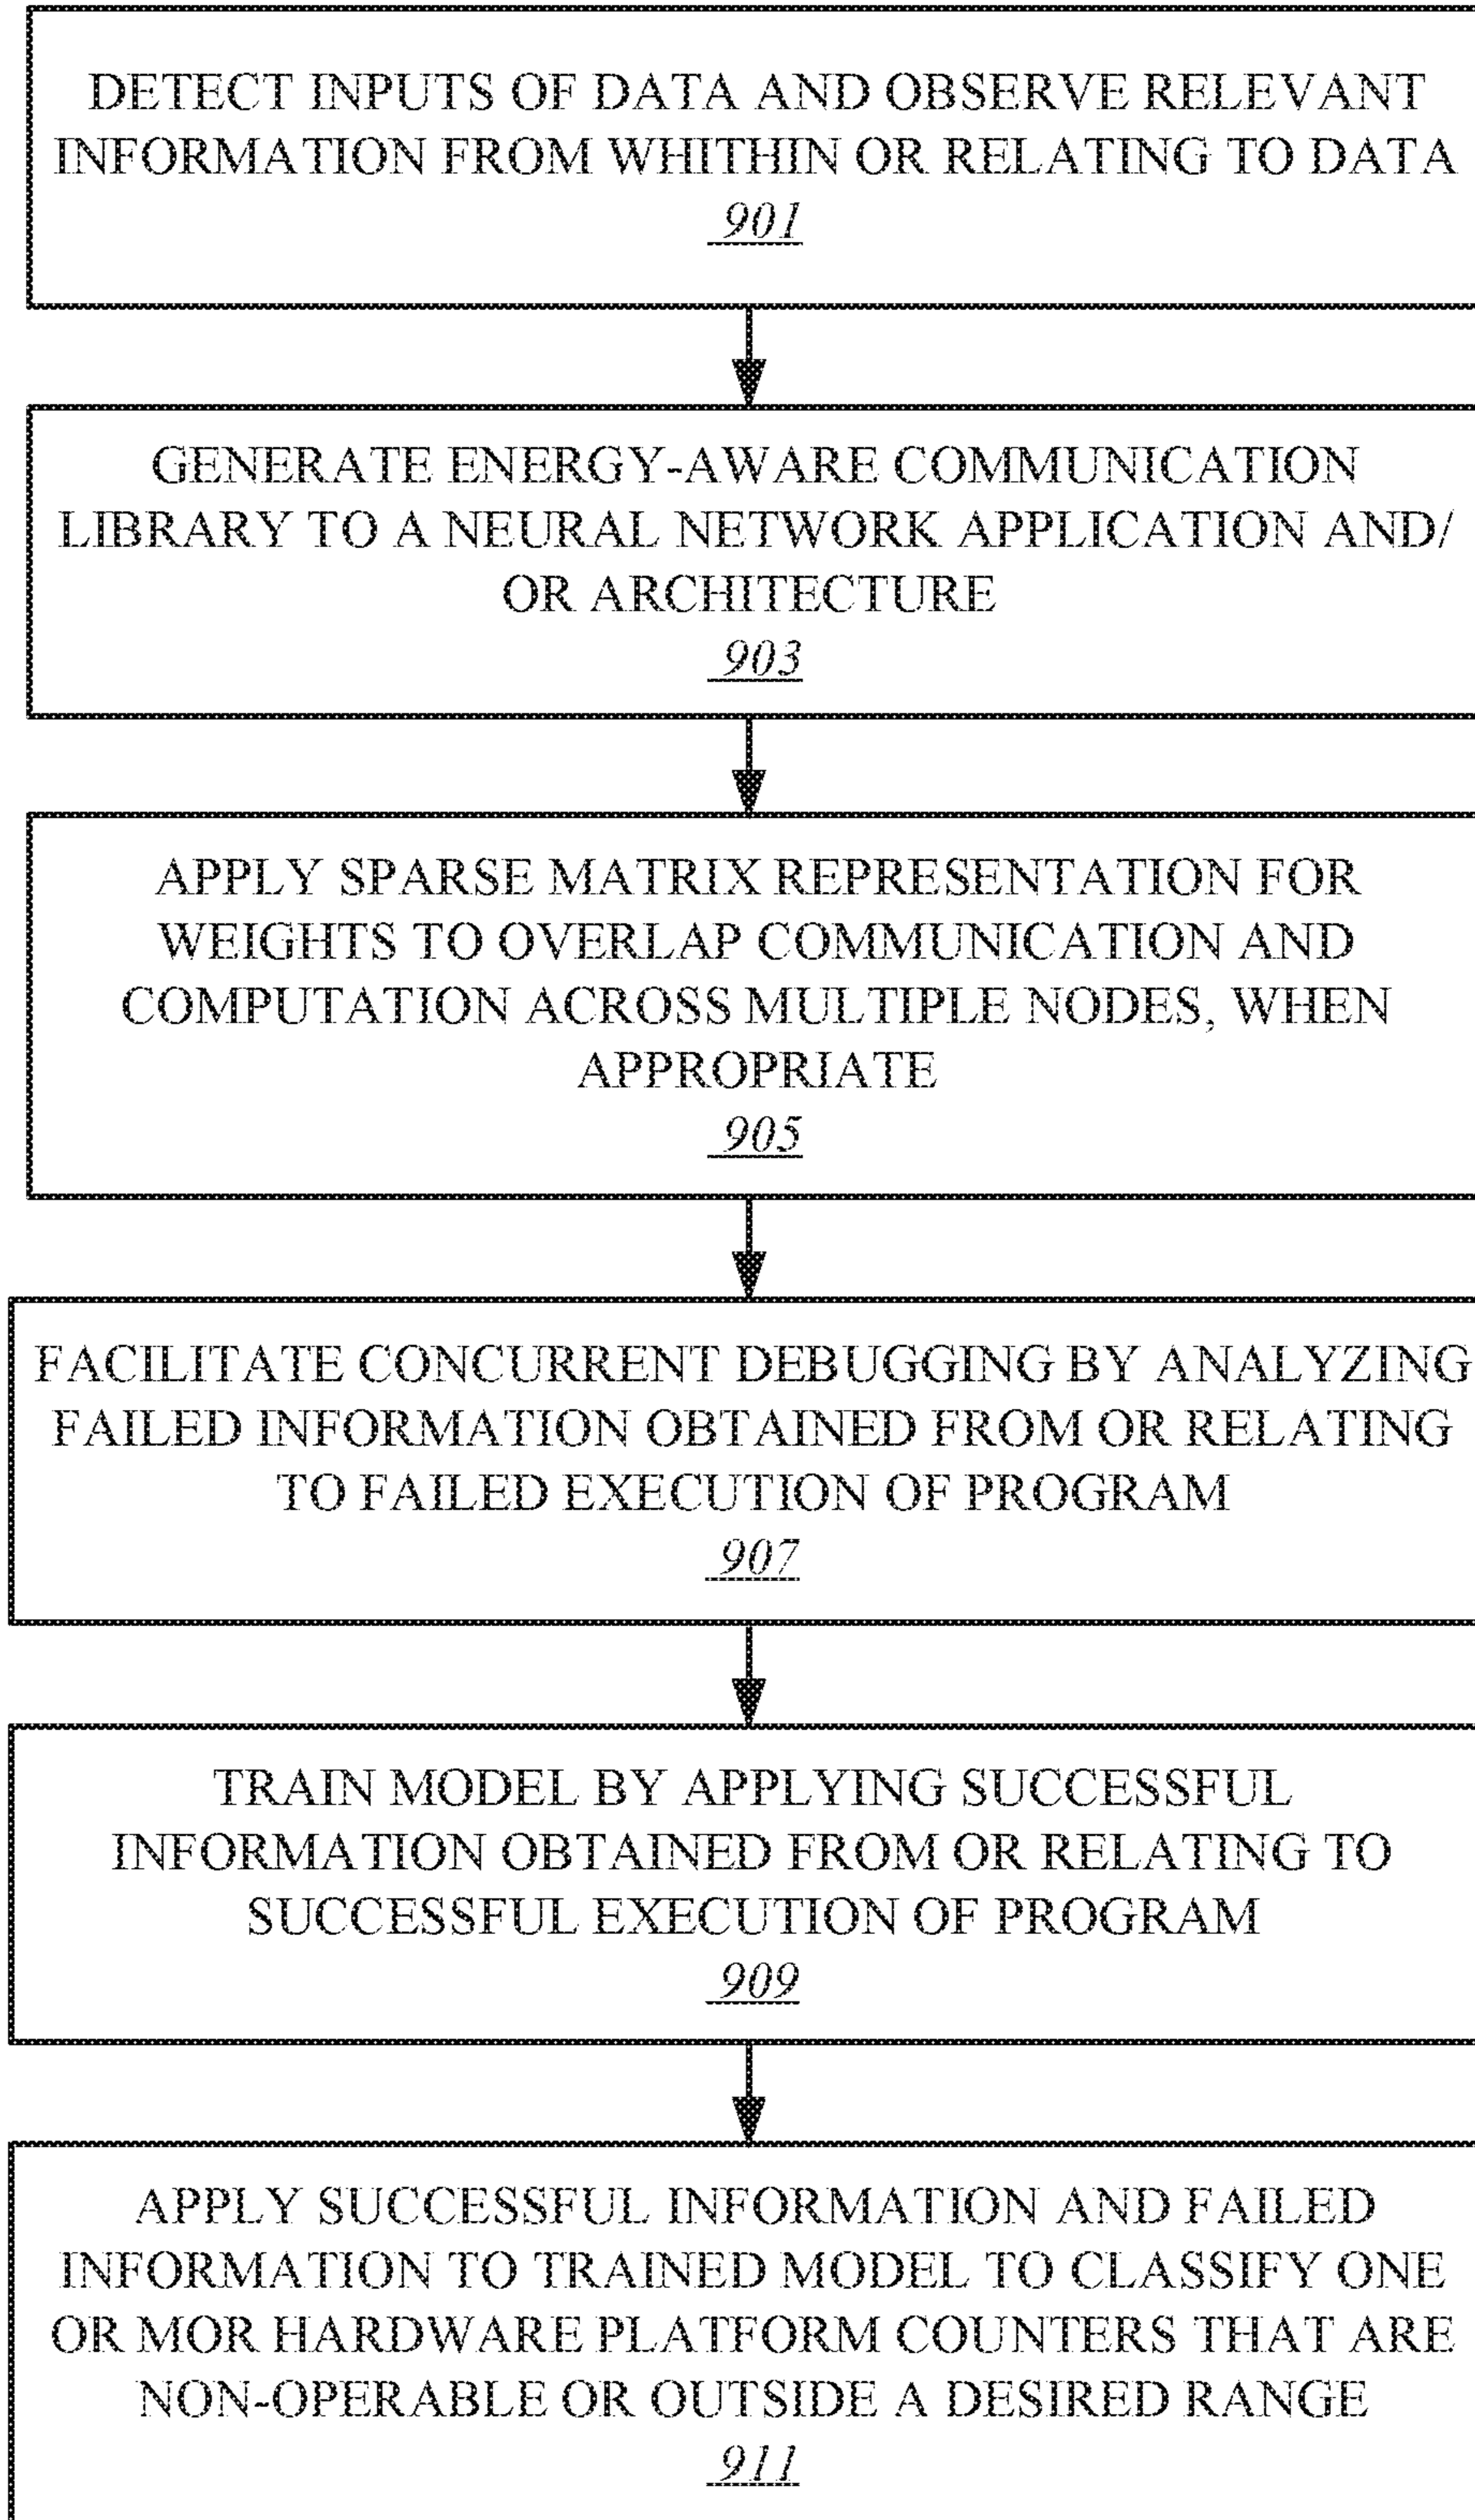 DETECT INPUTS OF DATA AND OBSERVE RELEVANT
INFORMATION FROM WHITHIN OR RELATING TO DATA
901
GENERATE ENERGY-AWARE COMMUNICATION
LIBRARY TO A NEURAL NETWORK APPLICATION AND/
OR ARCHITECTURE
903
APPLY SPARSE MATRIX REPRESENTATION FOR
WEIGHTS TO OVERLAP COMMUNICATION AND
COMPUTATION ACROSS MULTIPLE NODES, WHEN
APPROPRIATE
905
FACILITATE CONCURRENT DEBUGGING BY ANALYZING
FAILED INFORMATION OBTAINED FROM OR RELATING
TO FAILED EXECUTION OF PROGRAM
907
TRAIN MODEL BY APPLYING SUCCESSFUL
INFORMATION OBTAINED FROM OR RELATING TO
SUCCESSFUL EXECUTION OF PROGRAM
909
APPLY SUCCESSFUL INFORMATION AND FAILED
INFORMATION TO TRAINED MODEL TO CLASSIFY ONE
OR MOR HARDWARE PLATFORM COUNTERS THAT ARE
NON-OPERABLE OR OUTSIDE A DESIRED RANGE
911